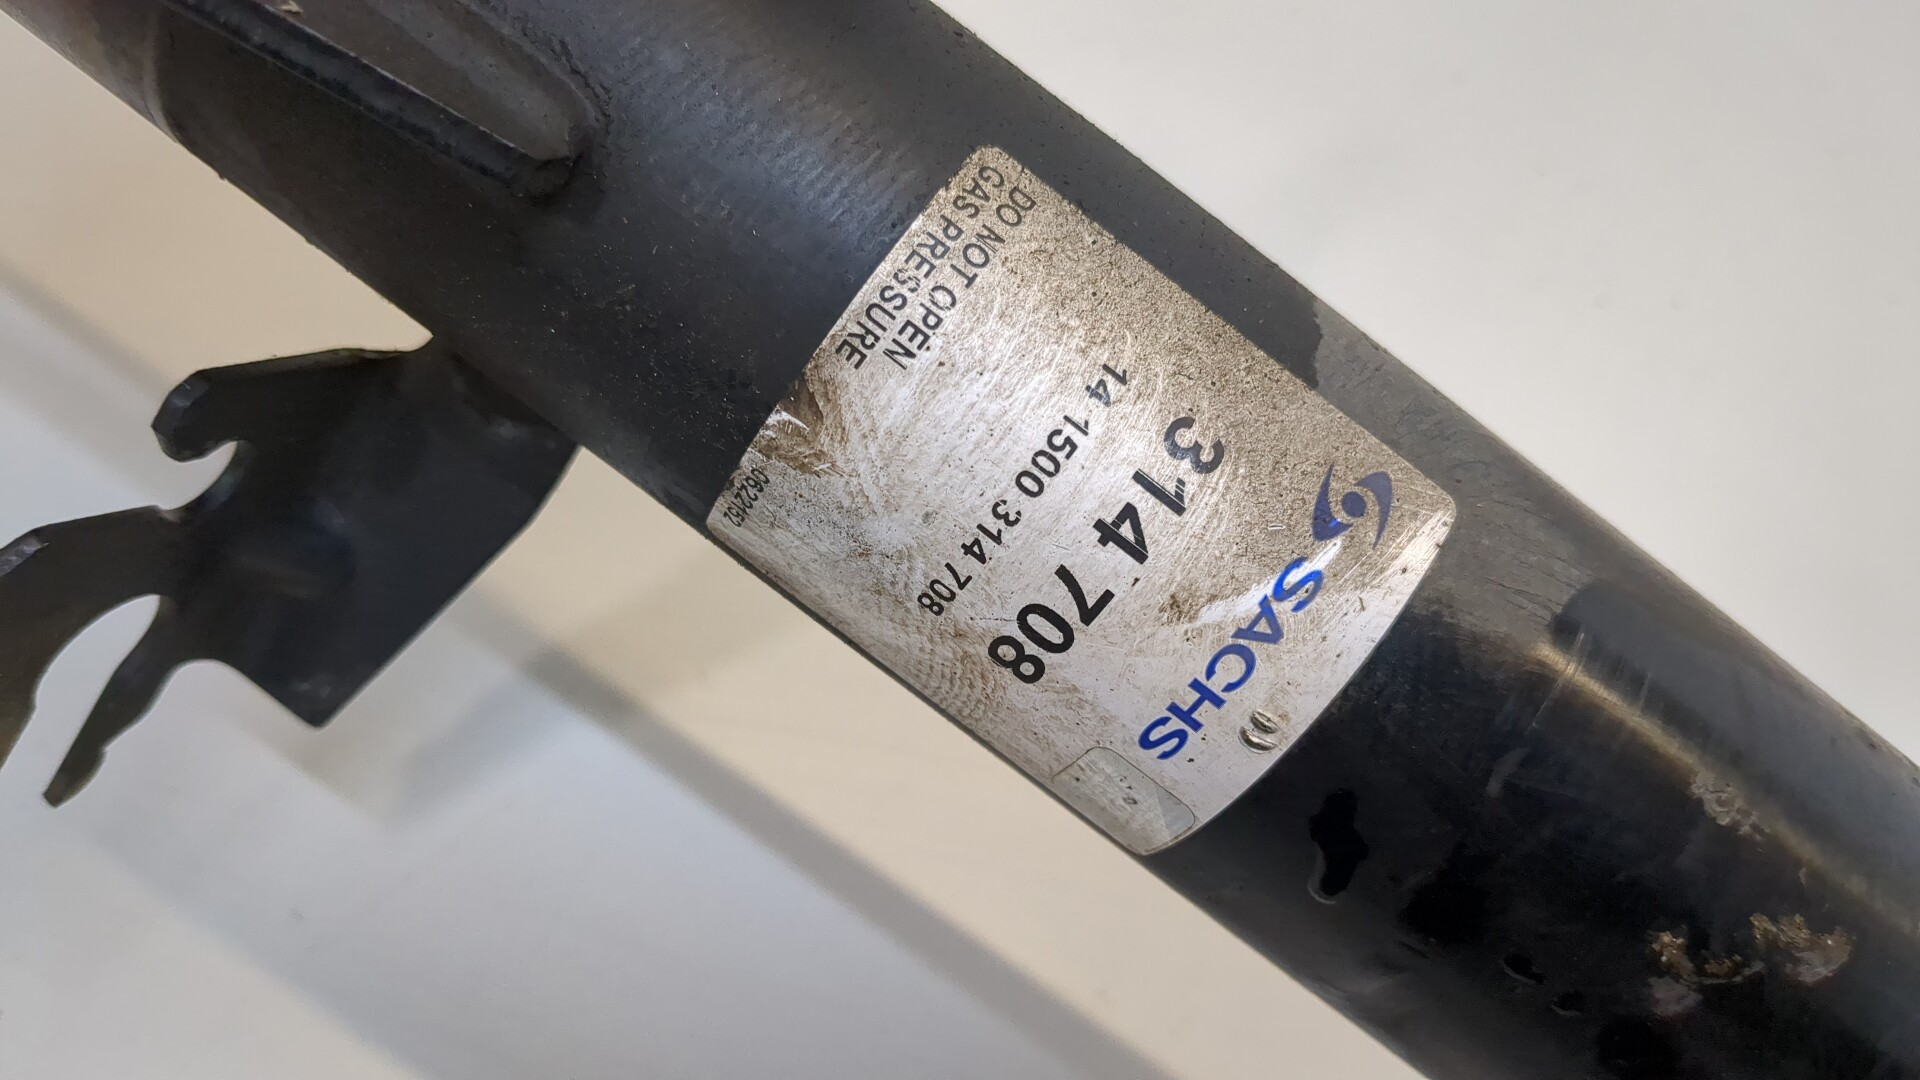 SACHS
314 708
14 1500 314 708
DO NOT OPEN
GAS PRESSURE